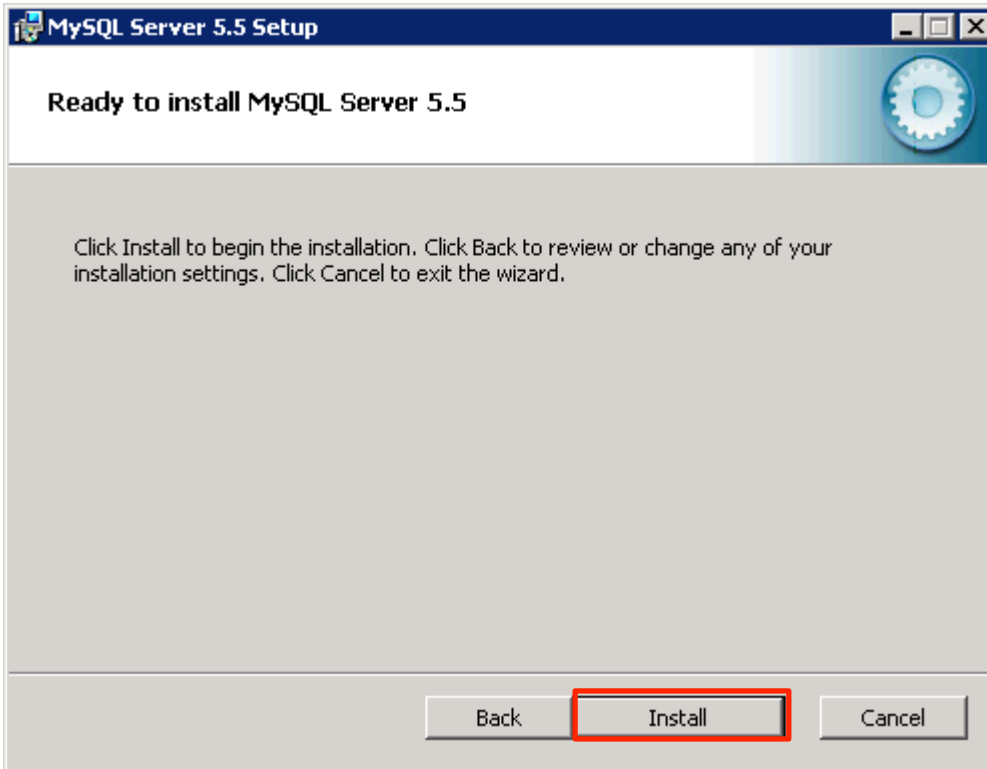 MySQL Server 5.5 Setup
Ready to install MySQL Server 5.5
Click Install to begin the installation. Click Back to review or change any of your
installation settings. Click Cancel to exit the wizard.
Back Install Cancel